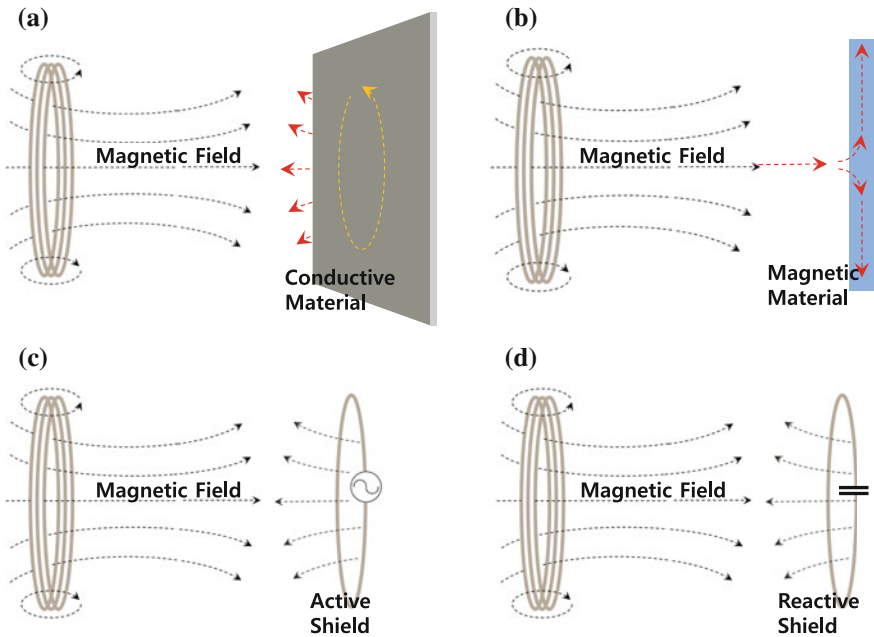 (a)
Magnetic Field
Conductive
Material
(b)
Magnetic Field
Magnetic
Material
(c)
Magnetic Field
Active
Shield
(d)
Magnetic Field
Reactive
Shield